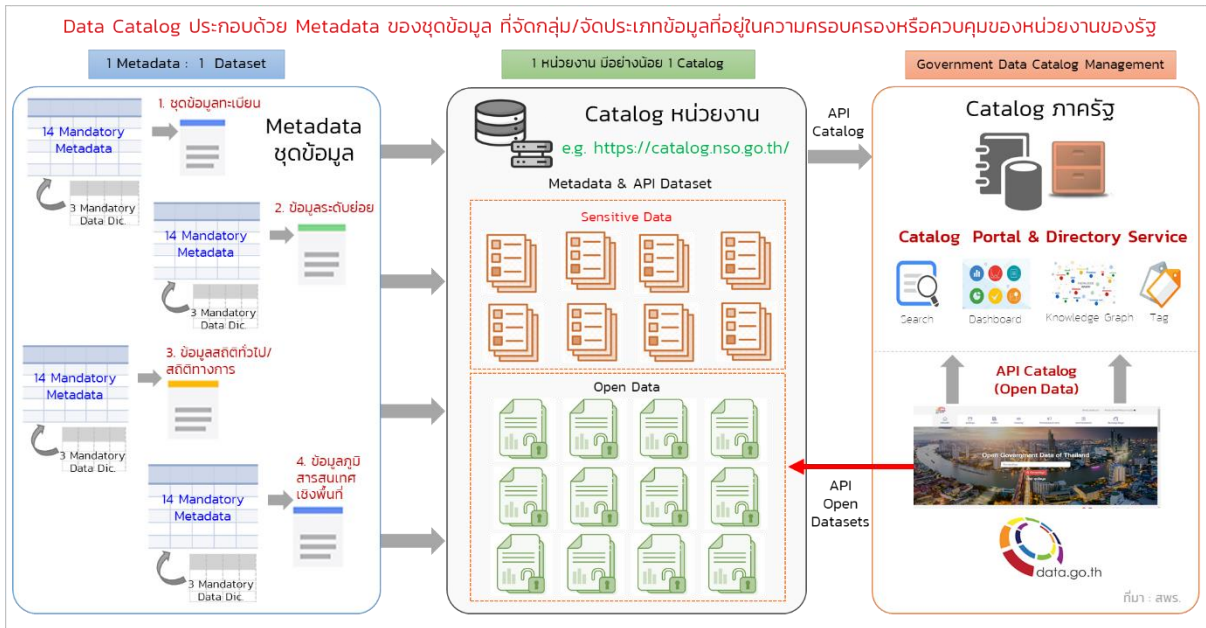 Data Catalog ประกอบด้วย Metadata ของชุดข้อมูล ที่จัดกลุ่ม/จัดประเภทข้อมูลที่อยู่ในความครอบครองหรือควบคุมของหน่วยงานของรัฐ
1 Metadata : 1 Dataset
1 หน่วยงาน มีอย่างน้อย 1 Catalog
Government Data Catalog Management
Metadata
ชุดข้อมูล
1. ชุดข้อมูลทะเบียน
14 Mandatory
Metadata
3 Mandatory
Data Dic.
2. ข้อมูลระดับย่อย
14 Mandatory
Metadata
3 Mandatory
Data Dic.
3. ข้อมูลสถิติทั่วไป/
สถิติทางการ
14 Mandatory
Metadata
3 Mandatory
Data Dic.
4. ข้อมูลภูมิ
สารสนเทศ
เชิงพื้นที่
14 Mandatory
Metadata
3 Mandatory
Data Dic.
Catalog หน่วยงาน
e.g. https://catalog.nso.go.th/
Metadata & API Dataset
Sensitive Data
Open Data
API
Catalog
API
Open
Datasets
Catalog ภาครัฐ
Catalog Portal & Directory Service
Search
Dashboard
Knowledge Graph
Tag
API Catalog
(Open Data)
Open Government Data of Thailand
data.go.th
ที่มา : สพร.